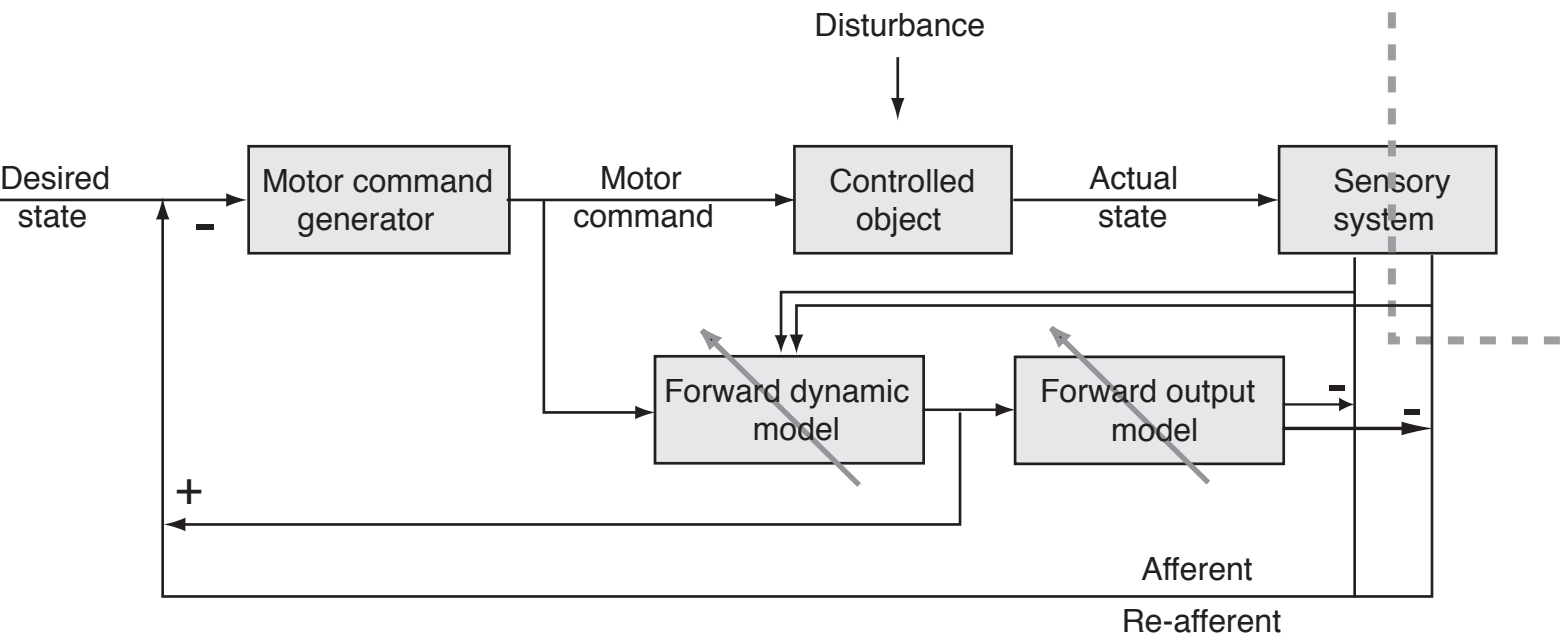 Disturbance
Desired
state
-
Motor command
generator
Motor
command
Controlled
object
Actual
state
Sensory
system
Forward dynamic
model
Forward output
model
-
-
+
Afferent
Re-afferent